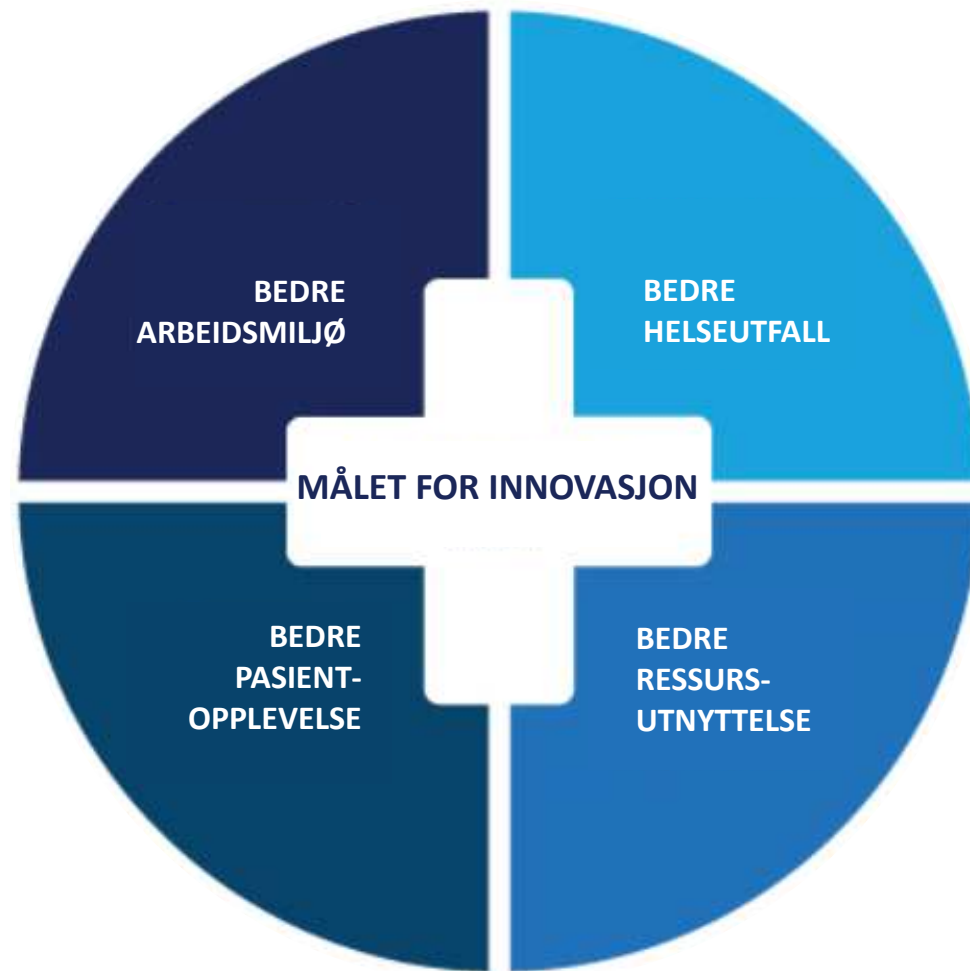 BEDRE
ARBEIDSMILJØ
BEDRE
HELSEUTFALL
MÅLET FOR INNOVASJON
BEDRE
PASIENT-
OPPLEVELSE
BEDRE
RESSURS-
UTNYTTELSE